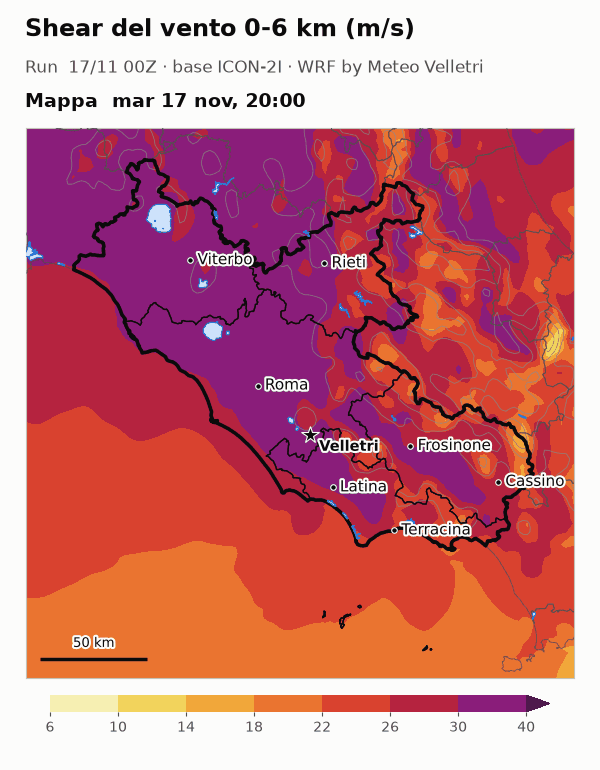 Shear del vento 0-6 km (m/s)
Run  17/11 00Z · base ICON-2I · WRF by Meteo Velletri
Mappa  mar 17 nov, 20:00
Viterbo
Rieti
Roma
Velletri
Frosinone
Latina
Cassino
Terracina
50 km
6 10 14 18 22 26 30 40